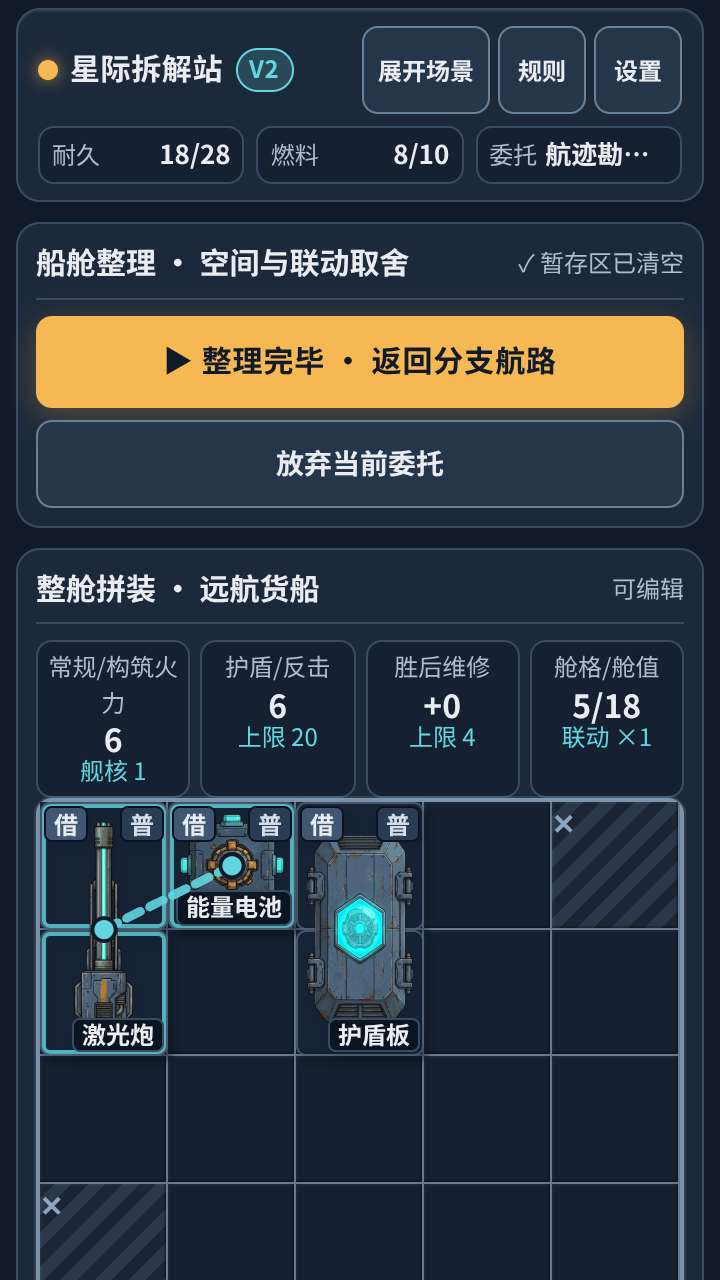 星际拆解站 V2 展开场景 规则 设置
耐久 18/28 燃料 8/10 委托 航迹勘…
船舱整理 · 空间与联动取舍 ✓ 暂存区已清空
▶ 整理完毕 · 返回分支航路
放弃当前委托
整舱拼装 · 远航货船 可编辑
常规/构筑火力 6 舰核 1
护盾/反击 6 上限 20
胜后维修 +0 上限 4
舱格/舱值 5/18 联动 ×1
借 普 借 普 借 普 ×
能量电池
激光炮 护盾板
×